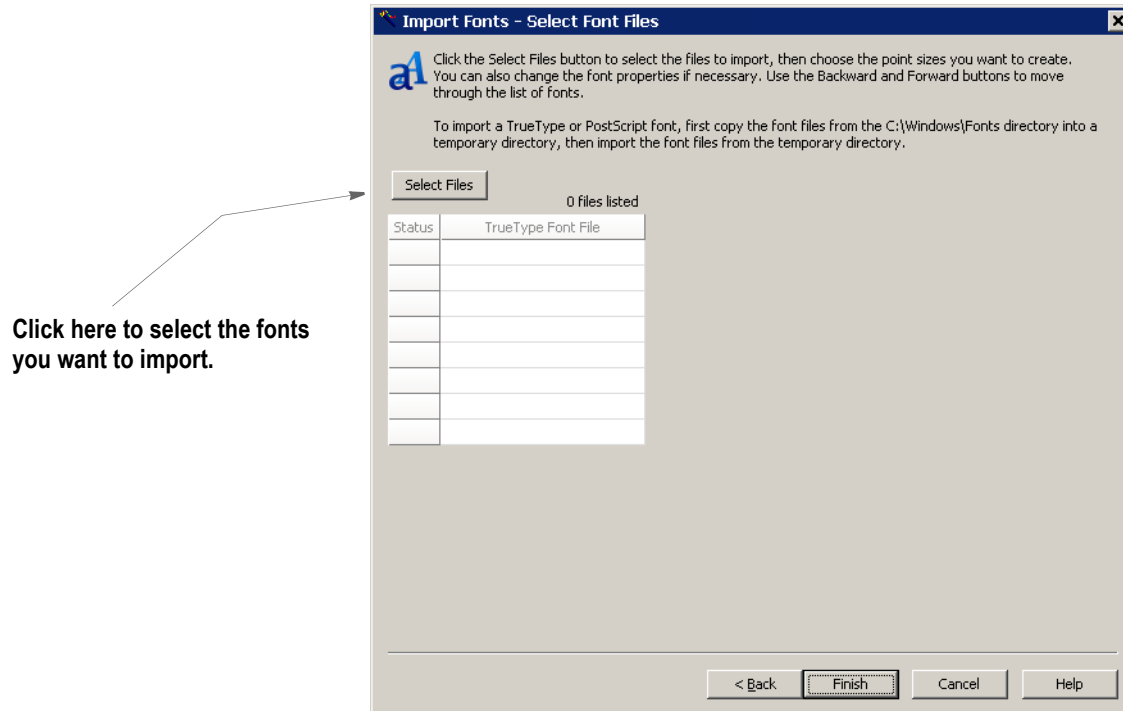 Import Fonts - Select Font Files
Click the Select Files button to select the files to import, then choose the point sizes you want to create.
You can also change the font properties if necessary. Use the Backward and Forward buttons to move
through the list of fonts.
To import a TrueType or PostScript font, first copy the font files from the C:\Windows\Fonts directory into a
temporary directory, then import the font files from the temporary directory.
Select Files
0 files listed
Status TrueType Font File
Click here to select the fonts
you want to import.
< Back Finish Cancel Help